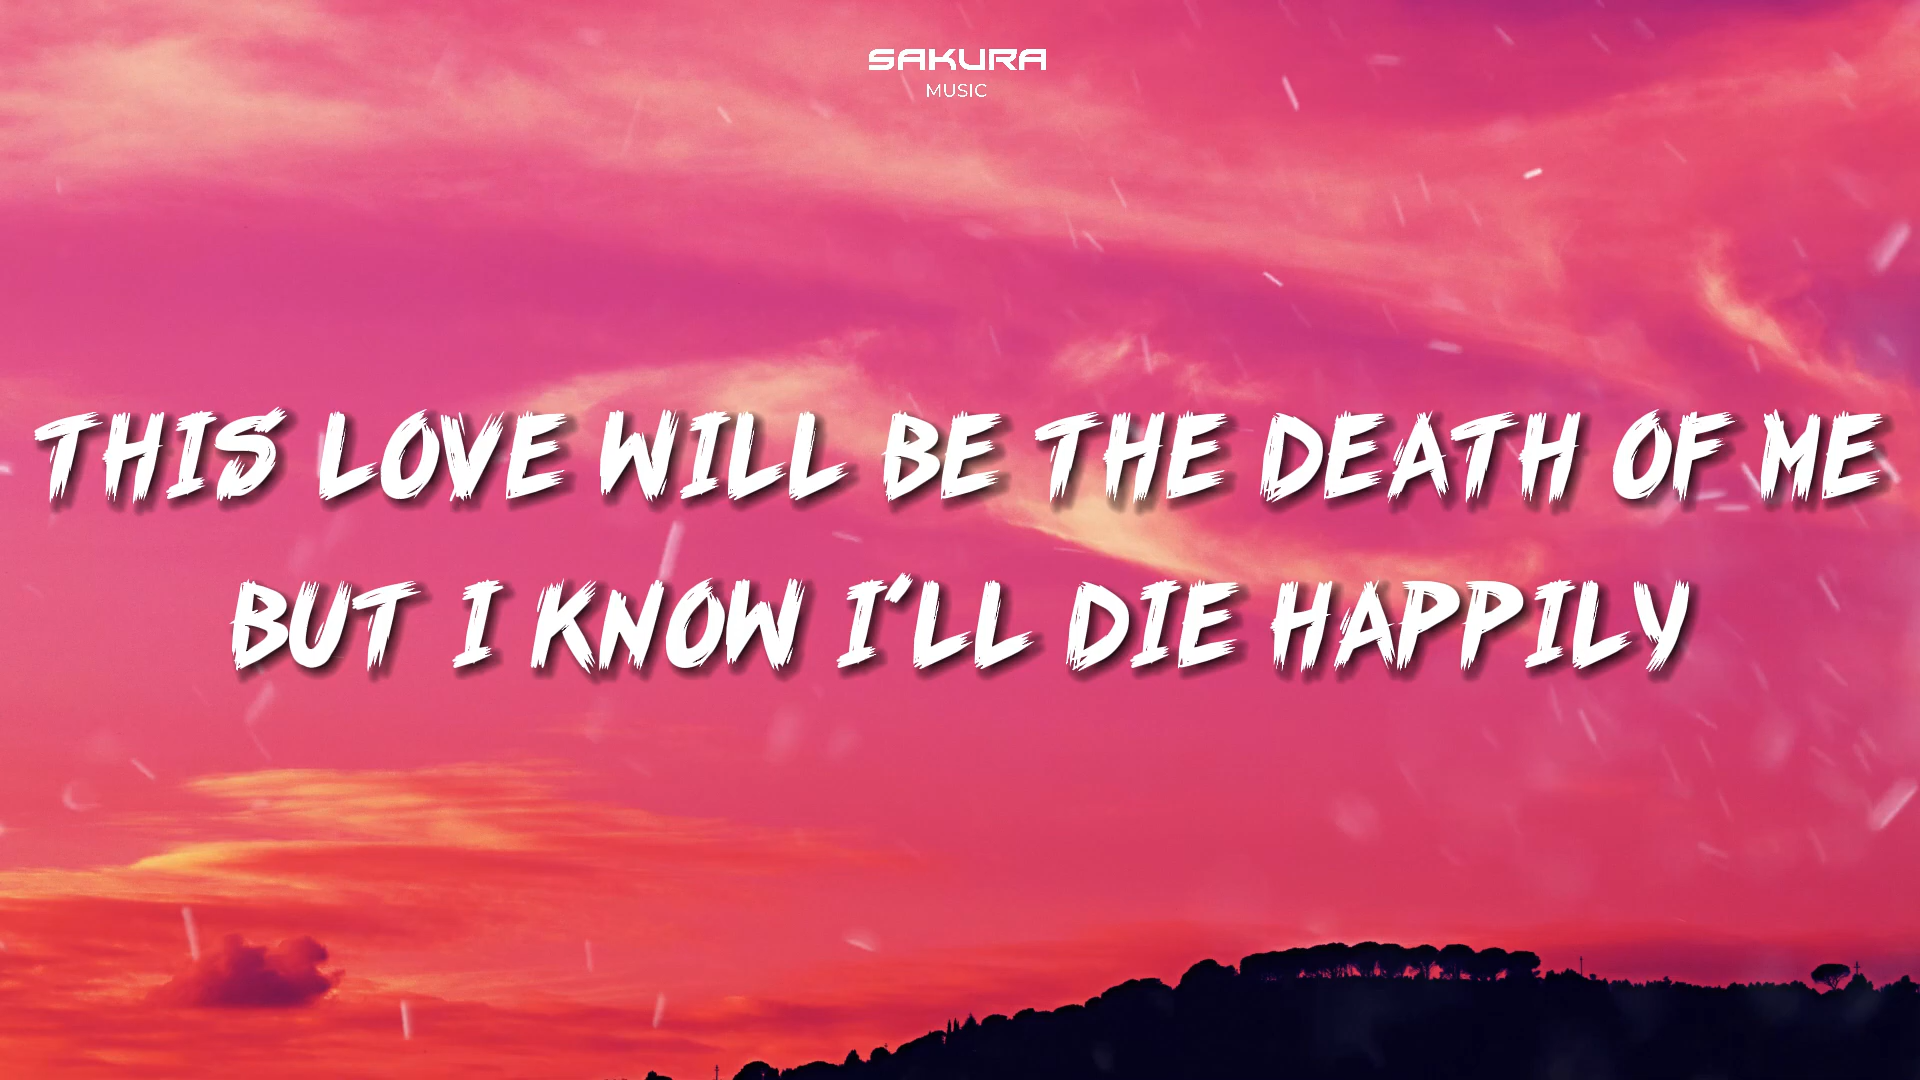 SAKURA
MUSIC
THIS LOVE WILL BE THE DEATH OF ME
BUT I KNOW I'LL DIE HAPPILY